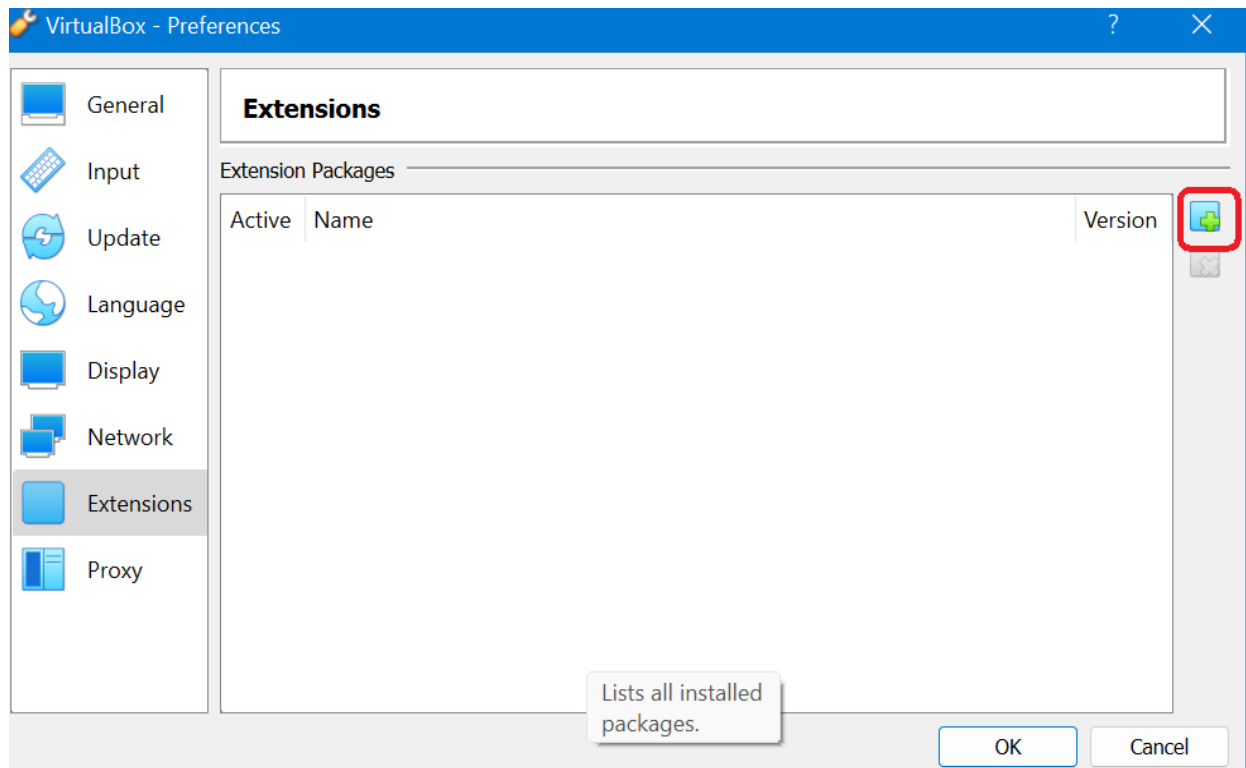 VirtualBox - Preferences ?
General
Input
Update
Language
Display
Network
Extensions
Proxy
Extensions
Extension Packages
Active Name Version
Lists all installed
packages.
OK Cancel